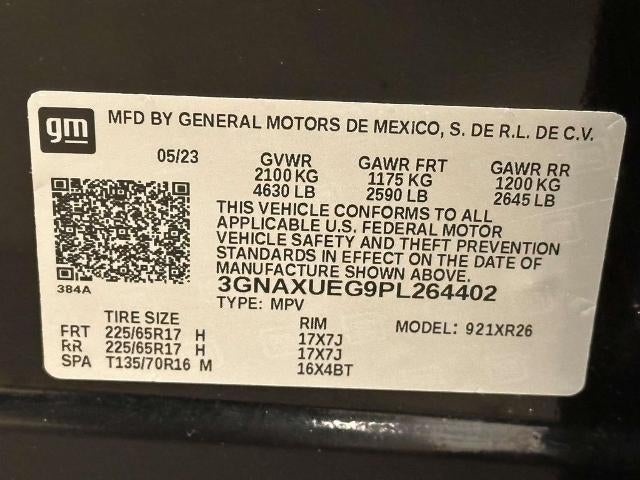 gm MFD BY GENERAL MOTORS DE MEXICO, S. DE R.L. DE C.V.
05/23 GVWR GAWR FRT GAWR RR
2100 KG 1175 KG 1200 KG
4630 LB 2590 LB 2645 LB
THIS VEHICLE CONFORMS TO ALL
APPLICABLE U.S. FEDERAL MOTOR
VEHICLE SAFETY AND THEFT PREVENTION
STANDARDS IN EFFECT ON THE DATE OF
MANUFACTURE SHOWN ABOVE.
384A 3GNAXUEG9PL264402
TYPE: MPV
TIRE SIZE RIM MODEL: 921XR26
FRT 225/65R17 H 17X7J
RR 225/65R17 H 17X7J
SPA T135/70R16 M 16X4BT